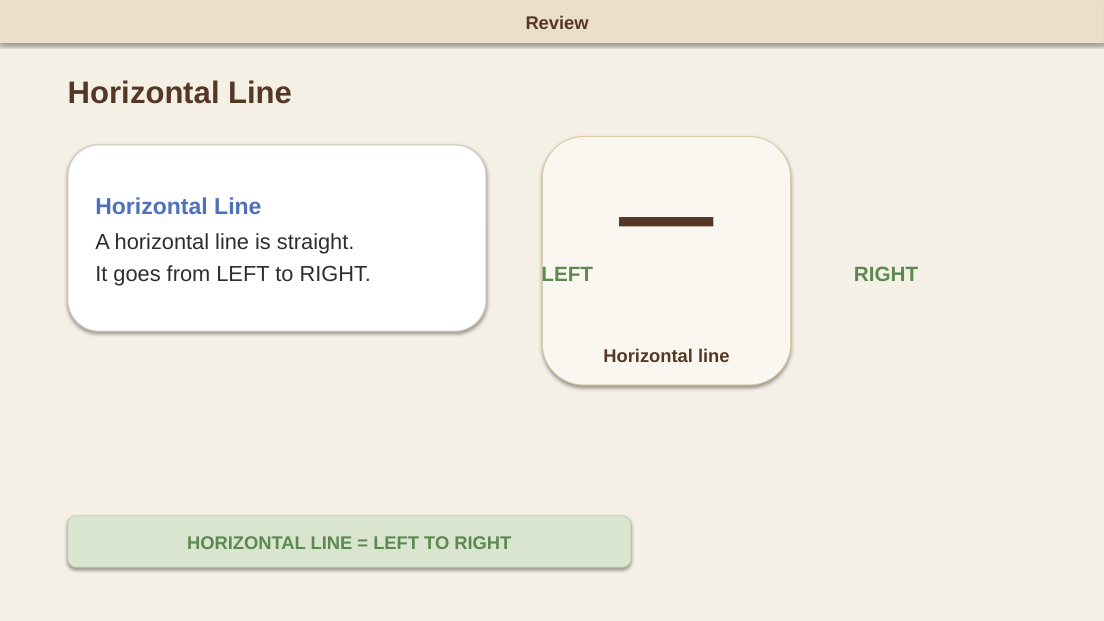 Review
Horizontal Line
Horizontal Line
A horizontal line is straight.
It goes from LEFT to RIGHT.
LEFT
RIGHT
Horizontal line
HORIZONTAL LINE = LEFT TO RIGHT